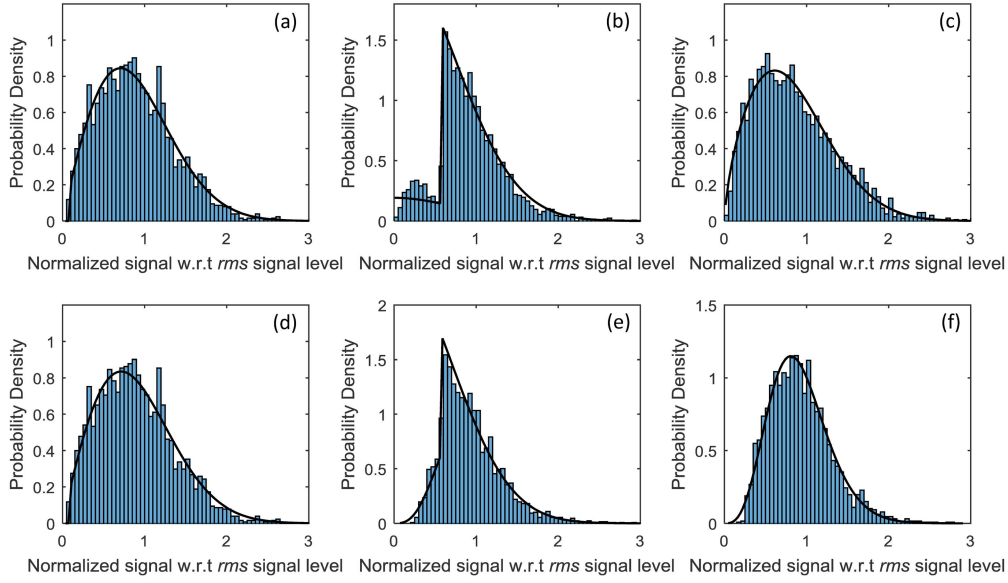 (a)
Probability Density
1
0.8
0.6
0.4
0.2
0
0 1 2 3
Normalized signal w.r.t rms signal level
(b)
Probability Density
1.5
1
0.5
0
0 1 2 3
Normalized signal w.r.t rms signal level
(c)
Probability Density
1
0.8
0.6
0.4
0.2
0
0 1 2 3
Normalized signal w.r.t rms signal level
(d)
Probability Density
1
0.8
0.6
0.4
0.2
0
0 1 2 3
Normalized signal w.r.t rms signal level
(e)
Probability Density
2
1.5
1
0.5
0
0 1 2 3
Normalized signal w.r.t rms signal level
(f)
Probability Density
1.5
1
0.5
0
0 1 2 3
Normalized signal w.r.t rms signal level